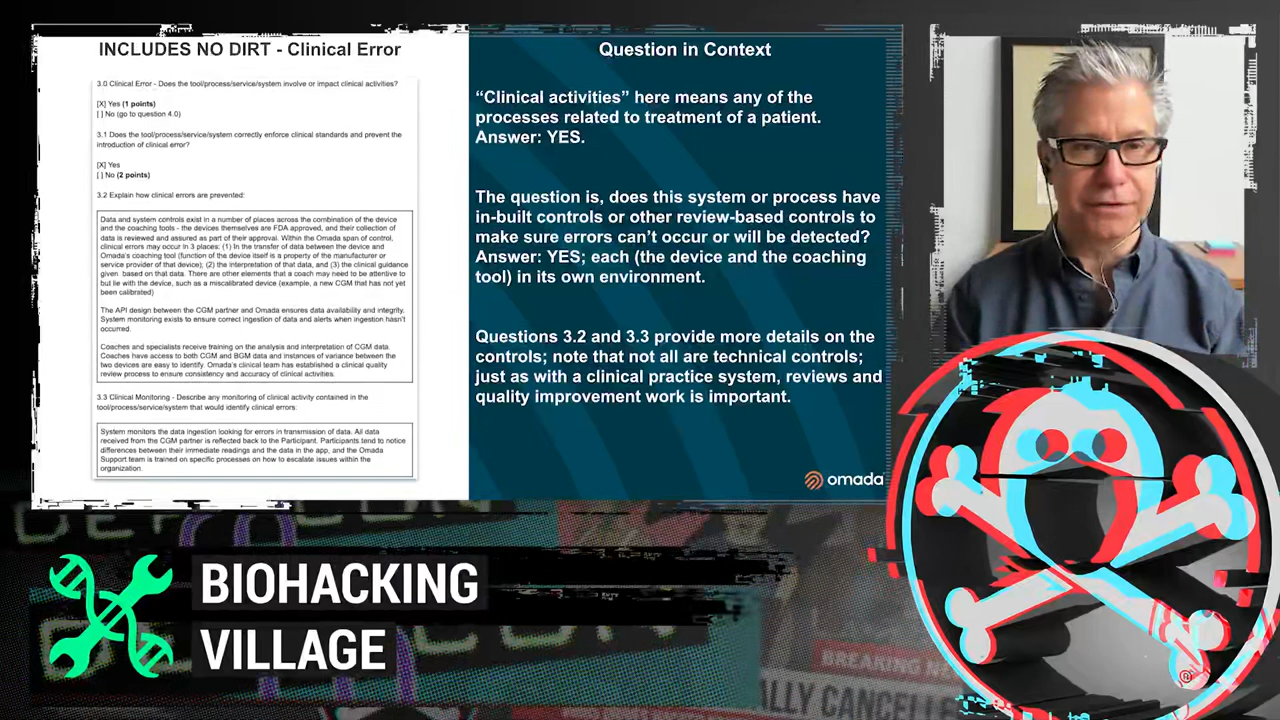 INCLUDES NO DIRT - Clinical Error
3.0 Clinical Error - Does the tool/process/service/system involve or impact clinical activities?
[X] Yes (1 points)
[ ] No (go to question 4.0)
3.1 Does the tool/process/service/system correctly enforce clinical standards and prevent the
introduction of clinical error?
[X] Yes
[ ] No (2 points)
3.2 Explain how clinical errors are prevented:
Data and system controls exist in a number of places across the combination of the device
and the coaching tools - the devices themselves are FDA approved, and their collection of
data is reviewed and assured as part of their approval. Within the Omada span of control,
clinical errors may occur in 3 places: (1) In the transfer of data between the device and
Omada's coaching tool (function of the device itself is a property of the manufacturer or
service provider of that device); (2) the interpretation of that data, and (3) the clinical guidance
given based on that data. There are other elements that a coach may need to be attentive to
but lie with the device, such as a miscalibrated device (example, a new CGM that has not yet
been calibrated)
The API design between the CGM partner and Omada ensures data availability and integrity.
System monitoring exists to ensure correct ingestion of data and alerts when ingestion hasn't
occurred.
Coaches and specialists receive training on the analysis and interpretation of CGM data.
Coaches have access to both CGM and BGM data and instances of variance between the
two devices are easy to identify. Omada's clinical team has established a clinical quality
review process to ensure consistency and accuracy of clinical activities.
3.3 Clinical Monitoring - Describe any monitoring of clinical activity contained in the
tool/process/service/system that would identify clinical errors.
System monitors the data ingestion looking for errors in transmission of data. All data
received from the CGM partner is reflected back to the Participant. Participants tend to notice
differences between their immediate readings and the data in the app, and the Omada
Support team is trained on specific processes on how to escalate issues within the
organization.
Question in Context
“Clinical activities” here means any of the
processes related to treatment of a patient.
Answer: YES.
The question is, does this system or process have
in-built controls or other review-based controls to
make sure errors don’t occur or will be detected?
Answer: YES; each (the device and the coaching
tool) in its own environment.
Questions 3.2 and 3.3 provide more details on the
controls; note that not all are technical controls;
just as with a clinical practice system, reviews and
quality improvement work is important.
omada
BIOHACKING
VILLAGE
BREAKING NE
ALLY CANCELLE